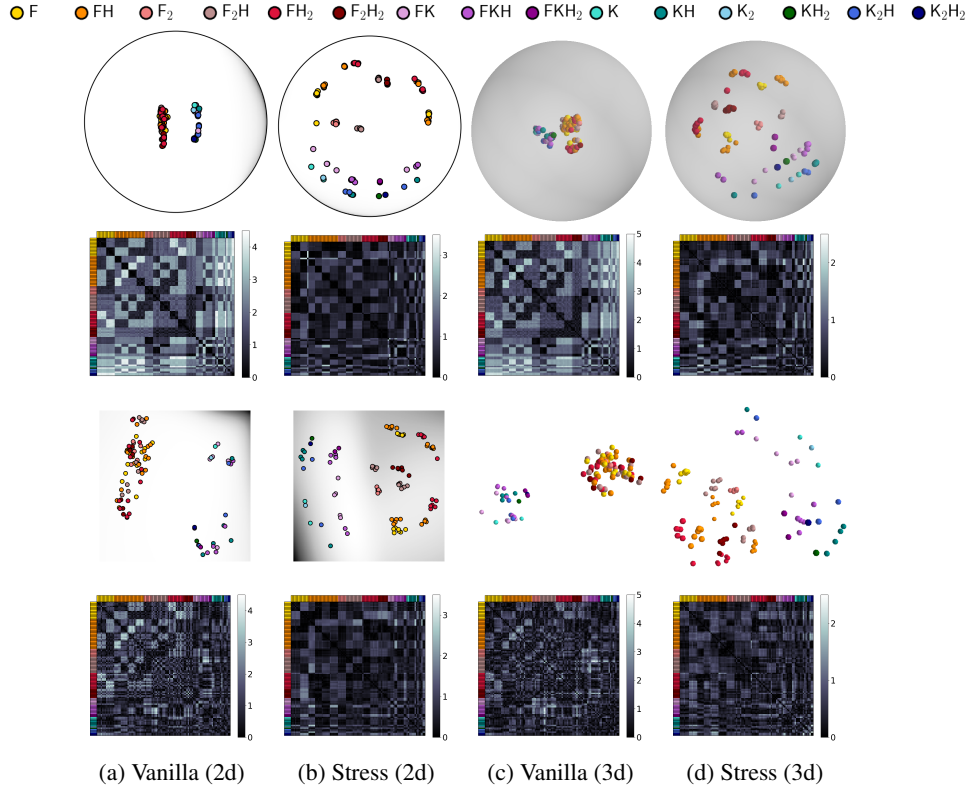 F FH F₂ F₂H FH₂ F₂H₂ FK FKH FKH₂ K KH K₂ KH₂ K₂H K₂H₂
4 3 2 1 0
3 2 1 0
5 4 3 2 1 0
2 1 0
4 3 2 1 0
3 2 1 0
5 4 3 2 1 0
2 1 0
(a) Vanilla (2d) (b) Stress (2d) (c) Vanilla (3d) (d) Stress (3d)